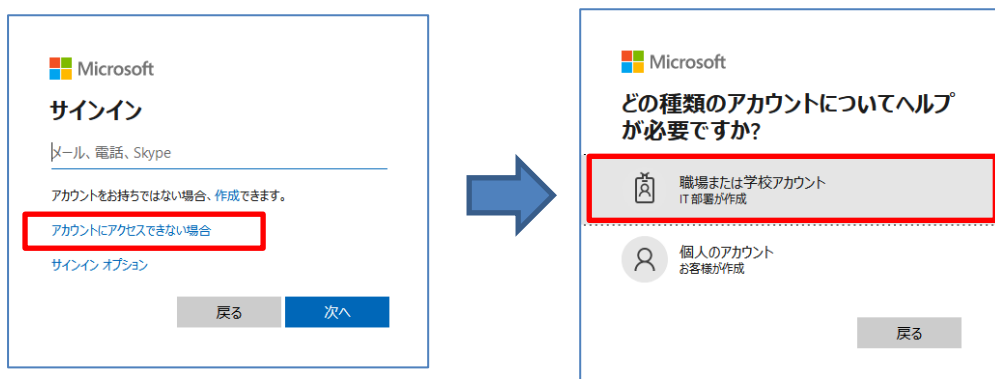 Microsoft
サインイン
メール、電話、Skype
アカウントをお持ちではない場合、作成できます。
アカウントにアクセスできない場合
サインイン オプション
戻る
次へ
Microsoft
どの種類のアカウントについてヘルプ
が必要ですか?
職場または学校アカウント
IT 部署が作成
個人のアカウント
お客様が作成
戻る